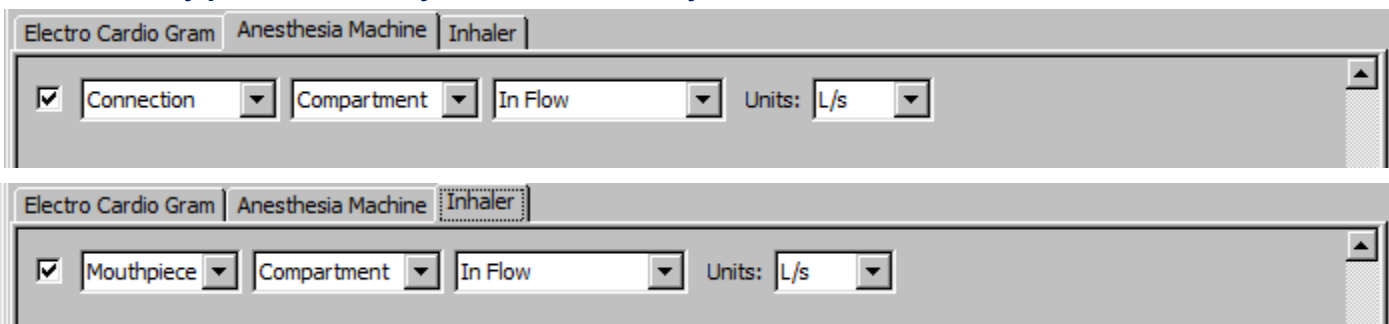 Electro Cardio Gram Anesthesia Machine Inhaler
Connection Compartment In Flow Units: L/s
Electro Cardio Gram Anesthesia Machine Inhaler
Mouthpiece Compartment In Flow Units: L/s